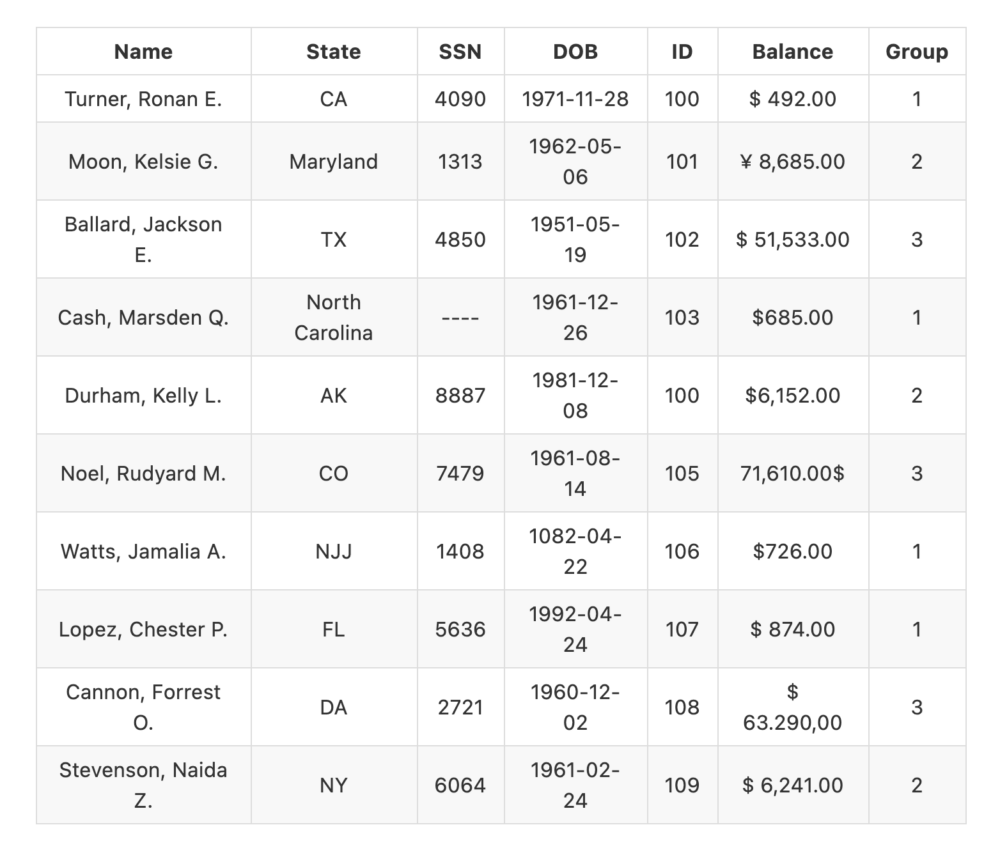 Name State SSN DOB ID Balance Group
Turner, Ronan E. CA 4090 1971-11-28 100 $ 492.00 1
Moon, Kelsie G. Maryland 1313 1962-05-
06 101 ¥ 8,685.00 2
Ballard, Jackson
E. TX 4850 1951-05-
19 102 $ 51,533.00 3
Cash, Marsden Q. North
Carolina ---- 1961-12-
26 103 $685.00 1
Durham, Kelly L. AK 8887 1981-12-
08 100 $6,152.00 2
Noel, Rudyard M. CO 7479 1961-08-
14 105 71,610.00$ 3
Watts, Jamalia A. NJJ 1408 1082-04-
22 106 $726.00 1
Lopez, Chester P. FL 5636 1992-04-
24 107 $ 874.00 1
Cannon, Forrest
O. DA 2721 1960-12-
02 108 $
63.290,00 3
Stevenson, Naida
Z. NY 6064 1961-02-
24 109 $ 6,241.00 2